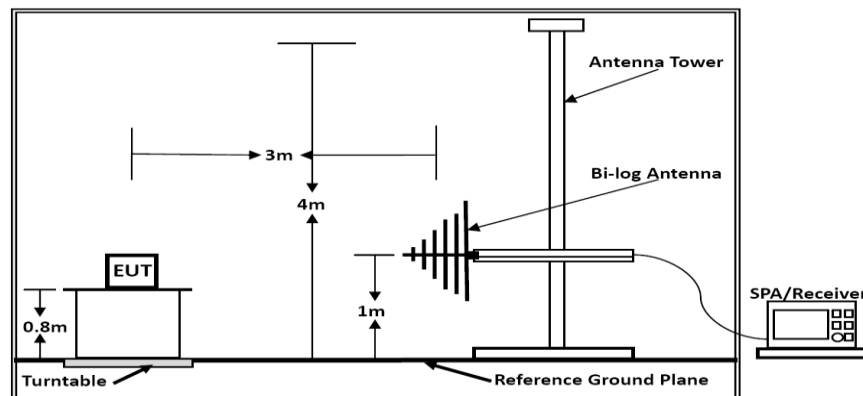 Antenna Tower
3m
Bi-log Antenna
4m
EUT
0.8m
1m
SPA/Receiver
Turntable
Reference Ground Plane